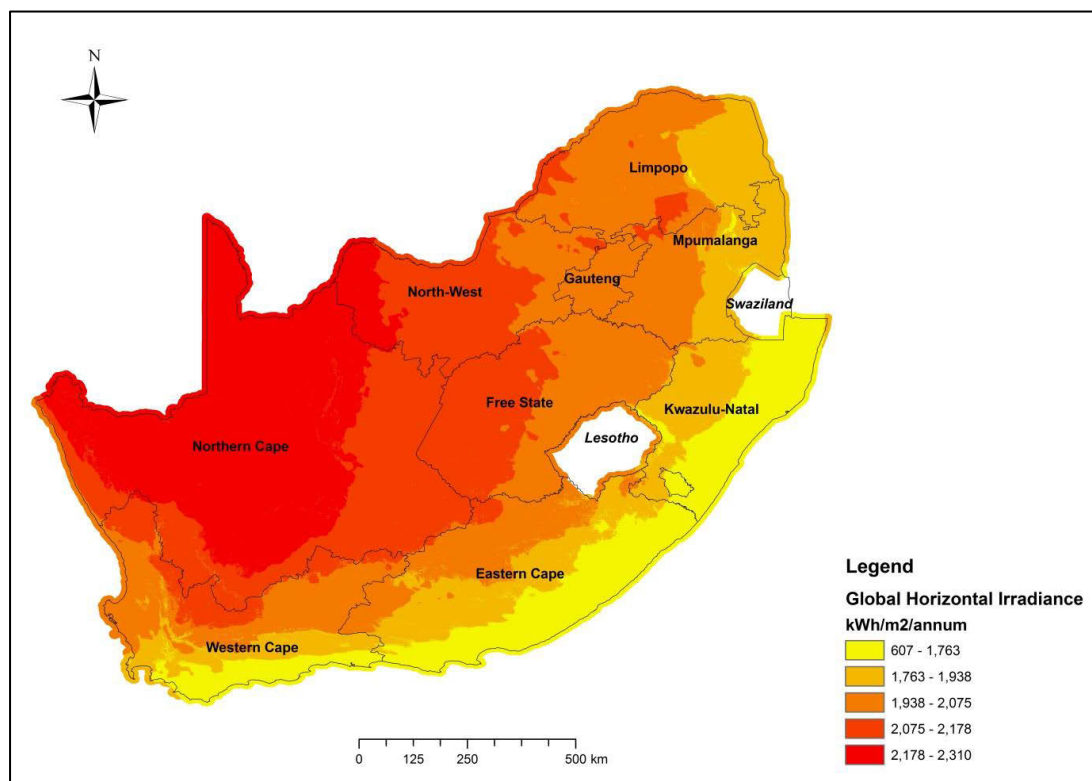 N
Limpopo
Mpumalanga
Gauteng
North-West
Swaziland
Free State
Kwazulu-Natal
Lesotho
Northern Cape
Eastern Cape
Western Cape
Legend
Global Horizontal Irradiance
kWh/m2/annum
607 - 1,763
1,763 - 1,938
1,938 - 2,075
2,075 - 2,178
2,178 - 2,310
0 125 250 500 km